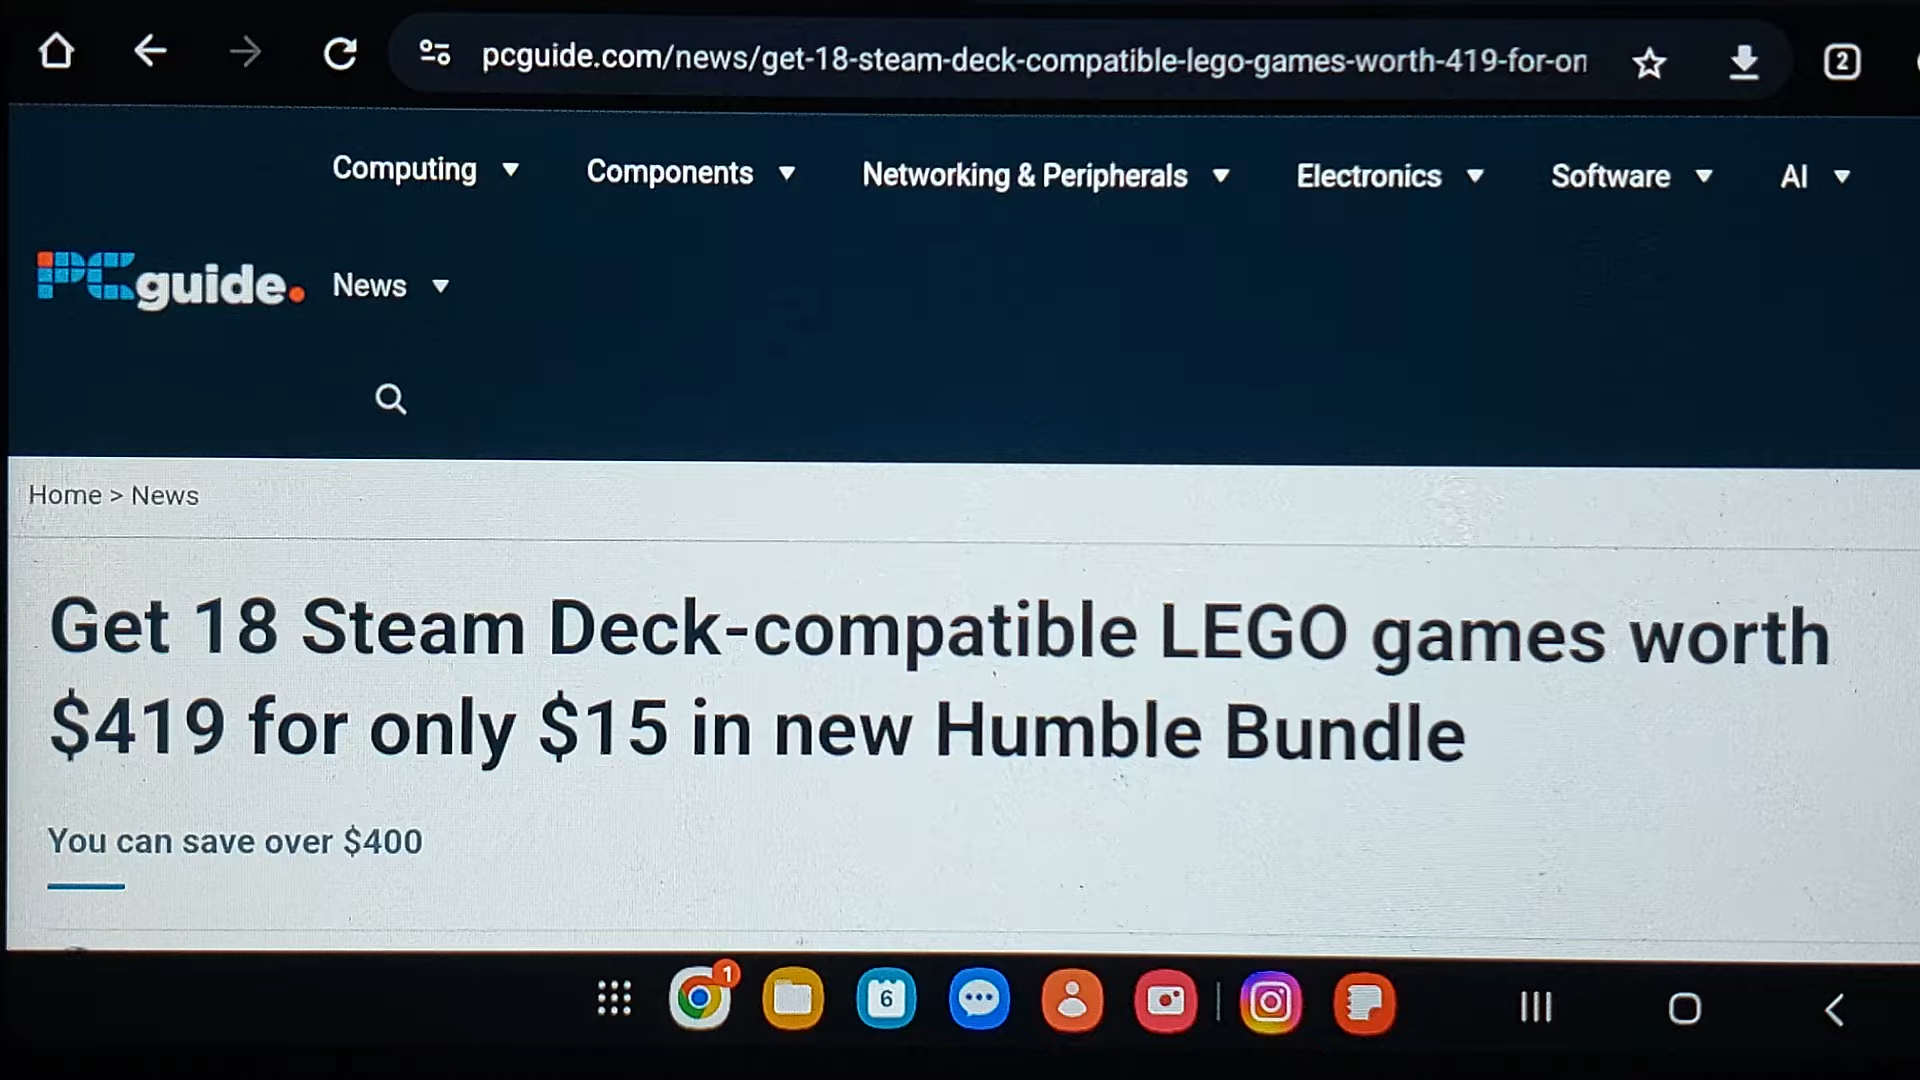 pcguide.com/news/get-18-steam-deck-compatible-lego-games-worth-419-for-on
2
Computing
Components
Networking & Peripherals
Electronics
Software
AI
PCguide.
News
Home > News
Get 18 Steam Deck-compatible LEGO games worth
$419 for only $15 in new Humble Bundle
You can save over $400
1
6